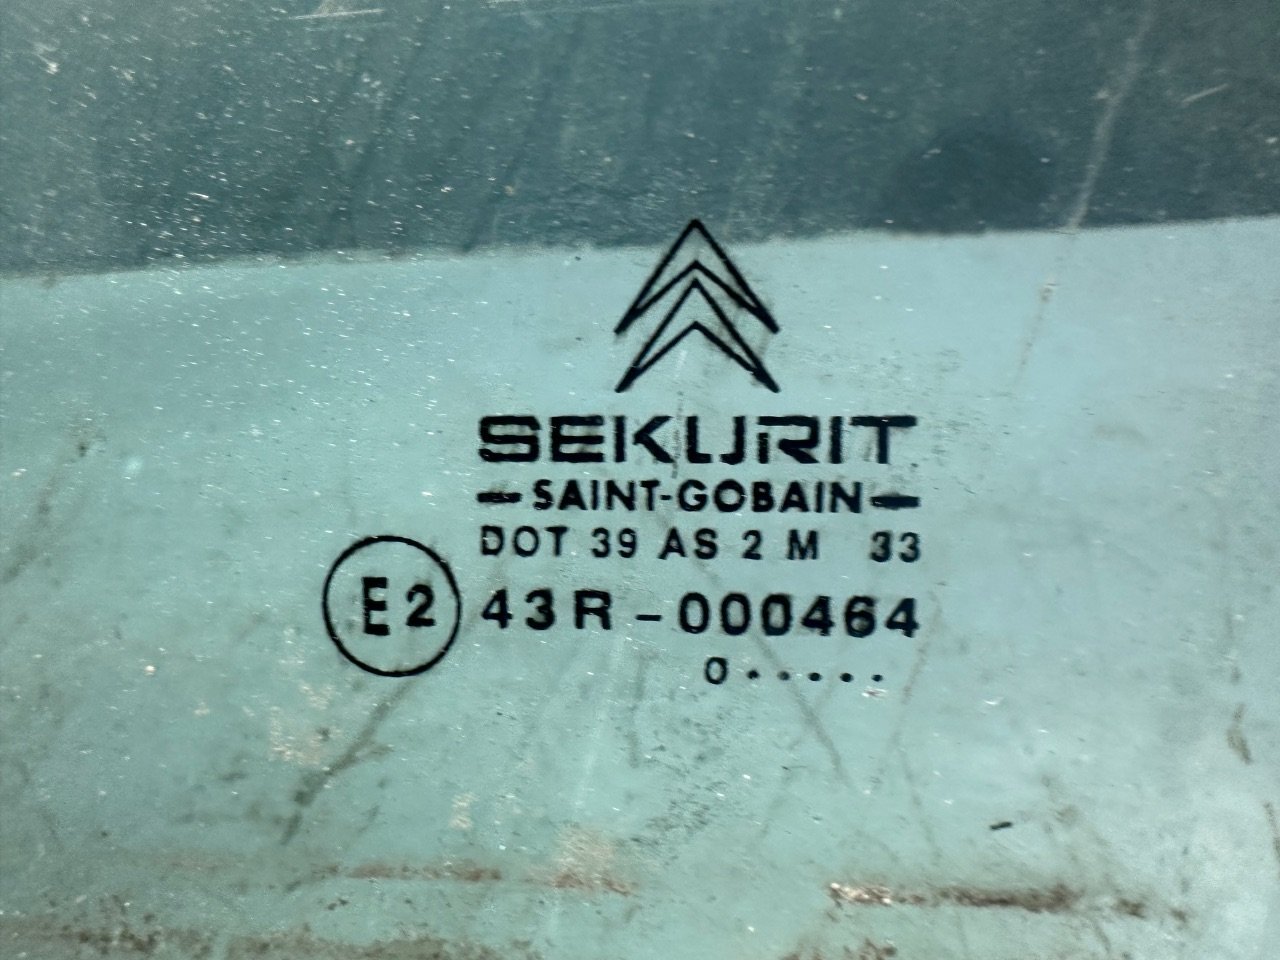 SEKURIT
-SAINT-GOBAIN-
DOT 39 AS 2 M 33
E2 43R-000464
0.....